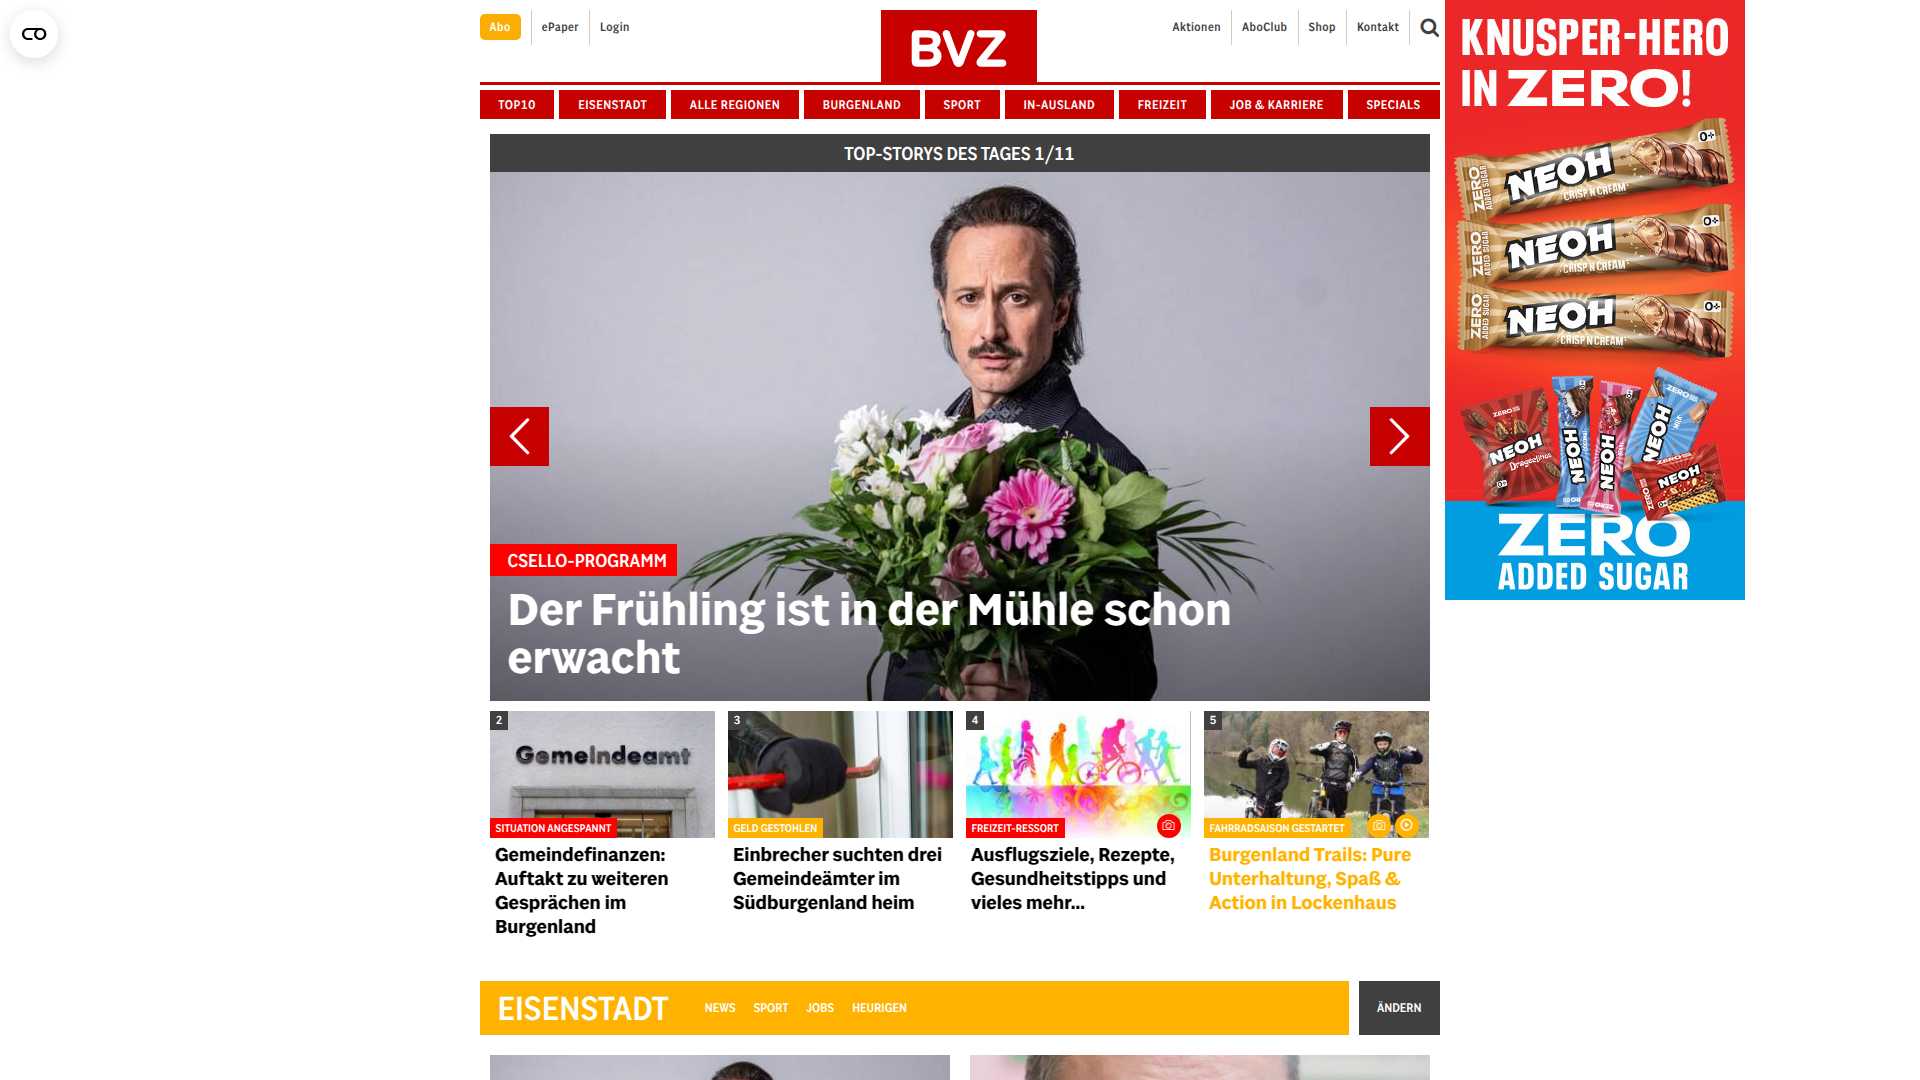 Abo
ePaper
Login
BVZ
Aktionen
AboClub
Shop
Kontakt
TOP10
EISENSTADT
ALLE REGIONEN
BURGENLAND
SPORT
IN-AUSLAND
FREIZEIT
JOB & KARRIERE
SPECIALS
TOP-STORYS DES TAGES 1/11
CSELLO-PROGRAMM
Der Frühling ist in der Mühle schon
erwacht
2
Gemeindeamt
SITUATION ANGESPANNT
Gemeindefinanzen:
Auftakt zu weiteren
Gesprächen im
Burgenland
3
GELD GESTOHLEN
Einbrecher suchten drei
Gemeindeämter im
Südburgenland heim
4
FREIZEIT-RESSORT
Ausflugsziele, Rezepte,
Gesundheitstipps und
vieles mehr...
5
FAHRRADSAISON GESTARTET
Burgenland Trails: Pure
Unterhaltung, Spaß &
Action in Lockenhaus
EISENSTADT
NEWS
SPORT
JOBS
HEURIGEN
ÄNDERN
KNUSPER-HERO
IN ZERO!
ZERO
ADDED SUGAR
NEOH
CRISP'N'CREAM
ZERO
ADDED SUGAR
NEOH
CRISP'N'CREAM
ZERO
ADDED SUGAR
NEOH
CRISP'N'CREAM
ZERO
NEOH
NEOH
NEOH
ZERO
NEOH
ZERO
NEOH
ZERO
ADDED SUGAR